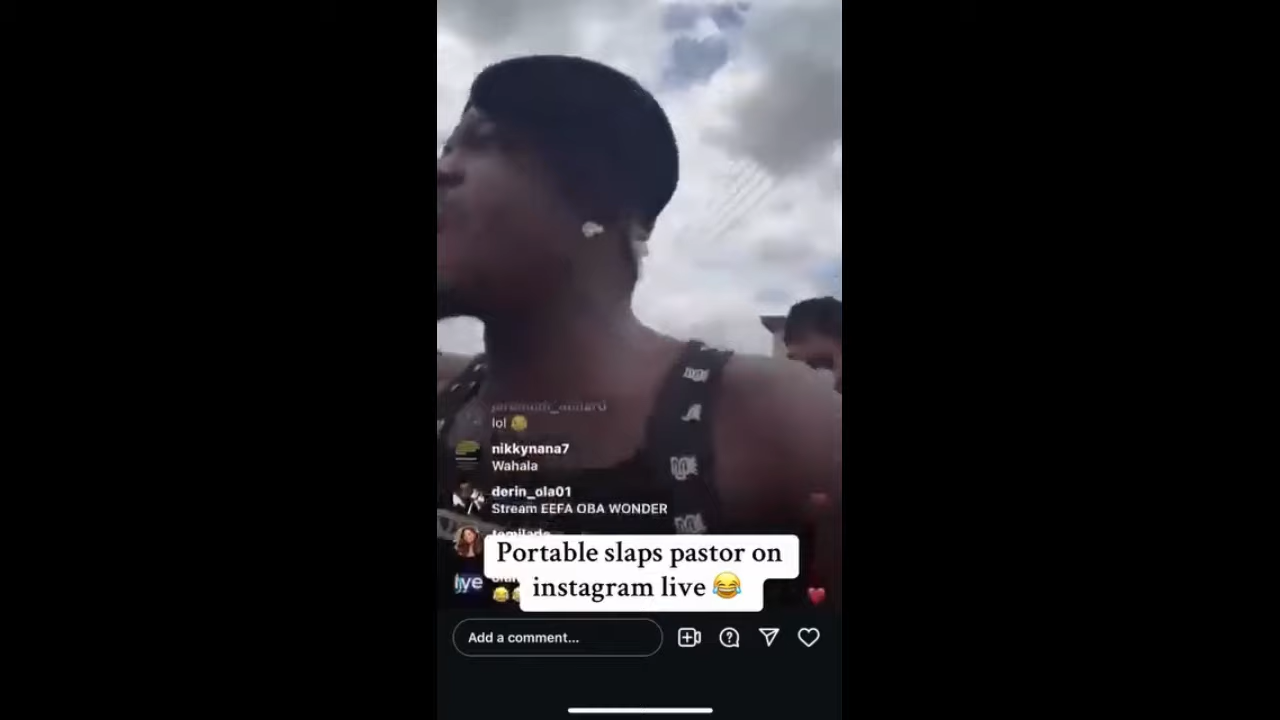 lol 😂
nikkynana7
Wahala
derin_ola01
Stream EEFA OBA WONDER
Portable slaps pastor on
instagram live 😂
Add a comment...